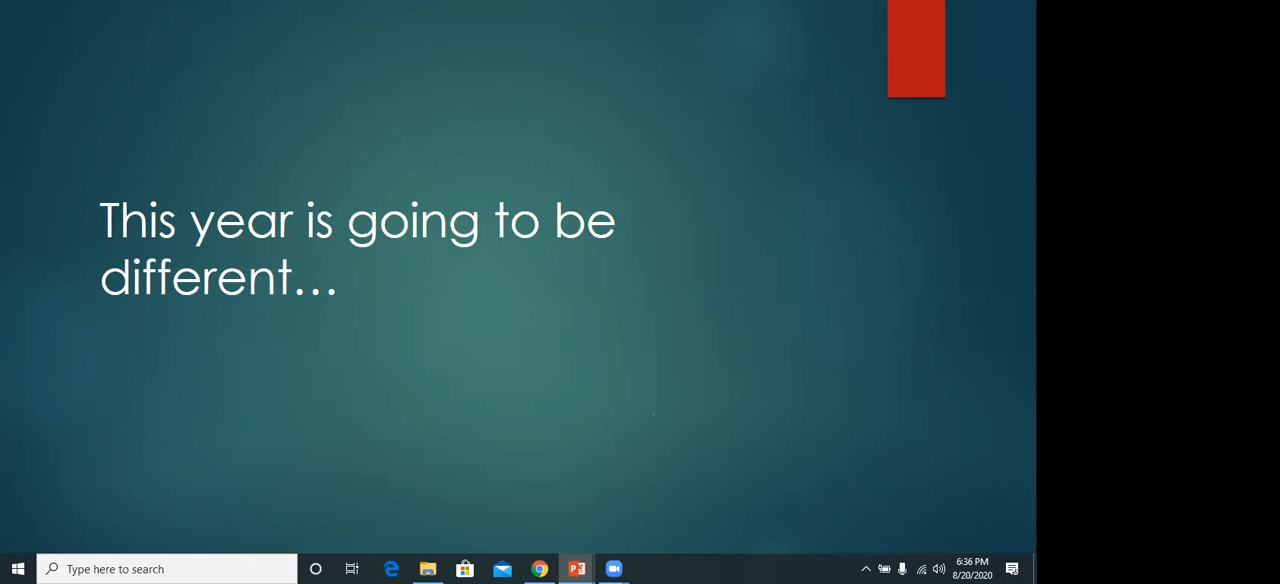 This year is going to be
different...
Type here to search
6:36 PM
8/20/2020